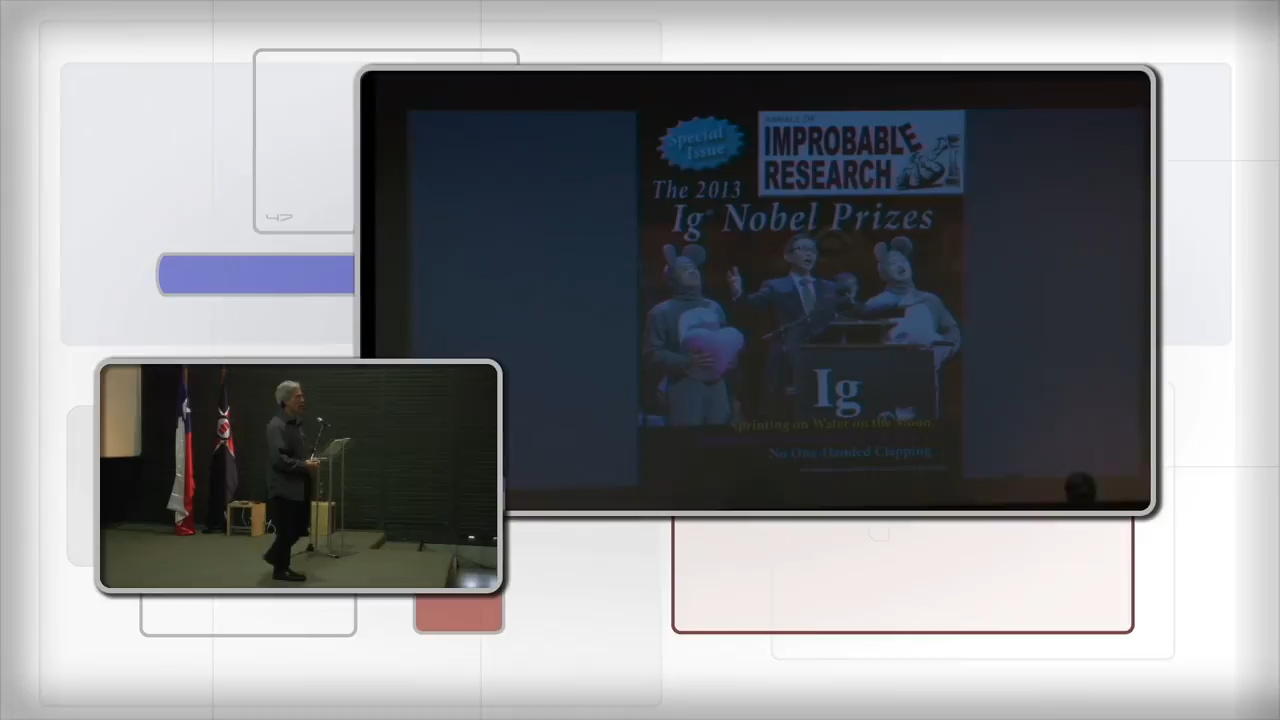 47
Special
Issue
ANNALS OF
IMPROBABLE
RESEARCH
The 2013
Ig® Nobel Prizes
Ig
Sprinting on Water on the Moon.
No One-Handed Clapping.